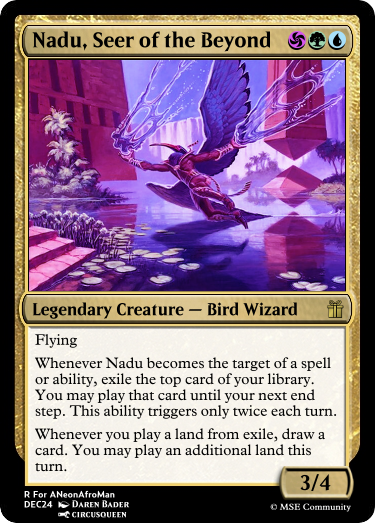 Nadu, Seer of the Beyond
Legendary Creature — Bird Wizard
Flying
Whenever Nadu becomes the target of a spell
or ability, exile the top card of your library.
You may play that card until your next end
step. This ability triggers only twice each turn.
Whenever you play a land from exile, draw a
card. You may play an additional land this
turn.
3/4
R For ANeonAfroMan
DEC24 Daren Bader
circusqueen
© MSE Community